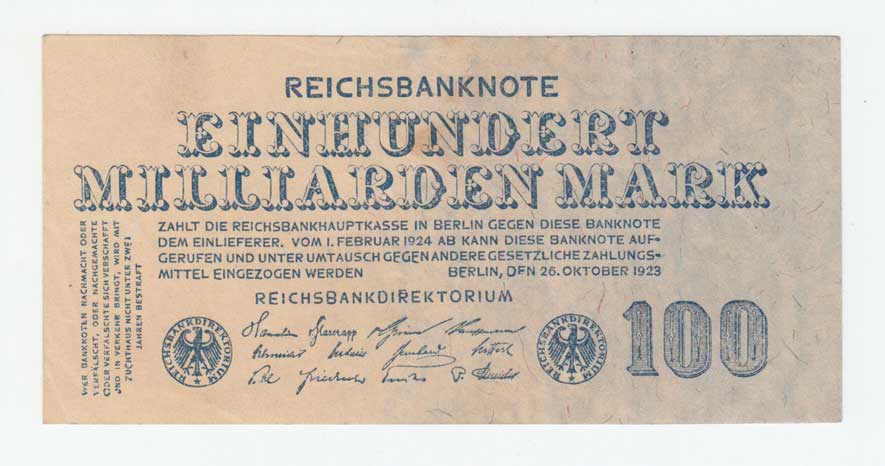 REICHSBANKNOTE
EINHUNDERT
MILLIARDEN MARK
ZAHLT DIE REICHSBANKHAUPTKASSE IN BERLIN GEGEN DIESE BANKNOTE
DEM EINLIEFERER. VOM 1. FEBRUAR 1924 AB KANN DIESE BANKNOTE AUF-
GERUFEN UND UNTER UMTAUSCH GEGEN ANDERE GESETZLICHE ZAHLUNGS-
MITTEL EINGEZOGEN WERDEN BERLIN, DEN 26. OKTOBER 1923
REICHSBANKDIREKTORIUM
WER BANKNOTEN NACHMACHT ODER
VERFÄLSCHT, ODER NACHGEMACHTE
ODER VERFÄLSCHTE SICH VERSCHAFFT
UND IN VERKEHR BRINGT, WIRD MIT
ZUCHTHAUS NICHT UNTER ZWEI
JAHREN BESTRAFT
REICHSBANKDIREKTORIUM
REICHSBANKDIREKTORIUM
100